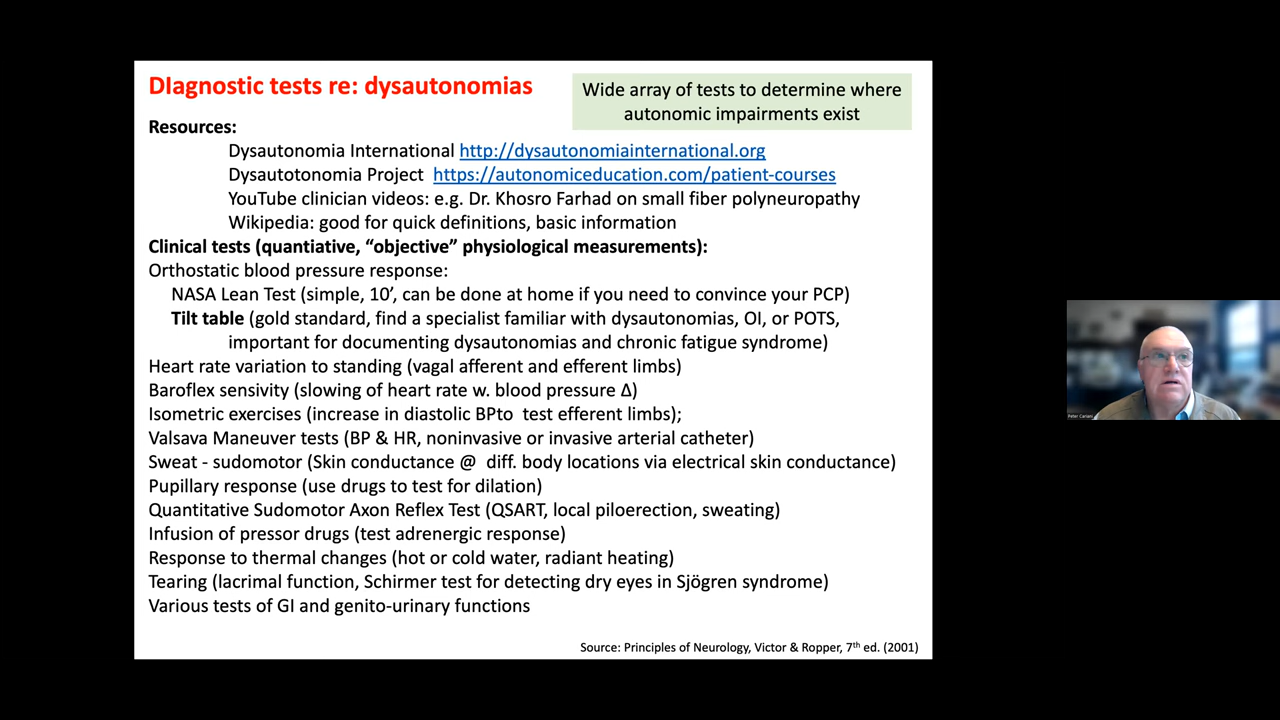 DIagnostic tests re: dysautonomias
Wide array of tests to determine where
autonomic impairments exist
Resources:
Dysautonomia International http://dysautonomiainternational.org
Dysautotonomia Project https://autonomiceducation.com/patient-courses
YouTube clinician videos: e.g. Dr. Khosro Farhad on small fiber polyneuropathy
Wikipedia: good for quick definitions, basic information
Clinical tests (quantiative, “objective” physiological measurements):
Orthostatic blood pressure response:
NASA Lean Test (simple, 10’, can be done at home if you need to convince your PCP)
Tilt table (gold standard, find a specialist familiar with dysautonomias, OI, or POTS,
important for documenting dysautonomias and chronic fatigue syndrome)
Heart rate variation to standing (vagal afferent and efferent limbs)
Baroflex sensivity (slowing of heart rate w. blood pressure Δ)
Isometric exercises (increase in diastolic BPto test efferent limbs);
Valsava Maneuver tests (BP & HR, noninvasive or invasive arterial catheter)
Sweat - sudomotor (Skin conductance @ diff. body locations via electrical skin conductance)
Pupillary response (use drugs to test for dilation)
Quantitative Sudomotor Axon Reflex Test (QSART, local piloerection, sweating)
Infusion of pressor drugs (test adrenergic response)
Response to thermal changes (hot or cold water, radiant heating)
Tearing (lacrimal function, Schirmer test for detecting dry eyes in Sjögren syndrome)
Various tests of GI and genito-urinary functions
Source: Principles of Neurology, Victor & Ropper, 7th ed. (2001)
Peter Cariani